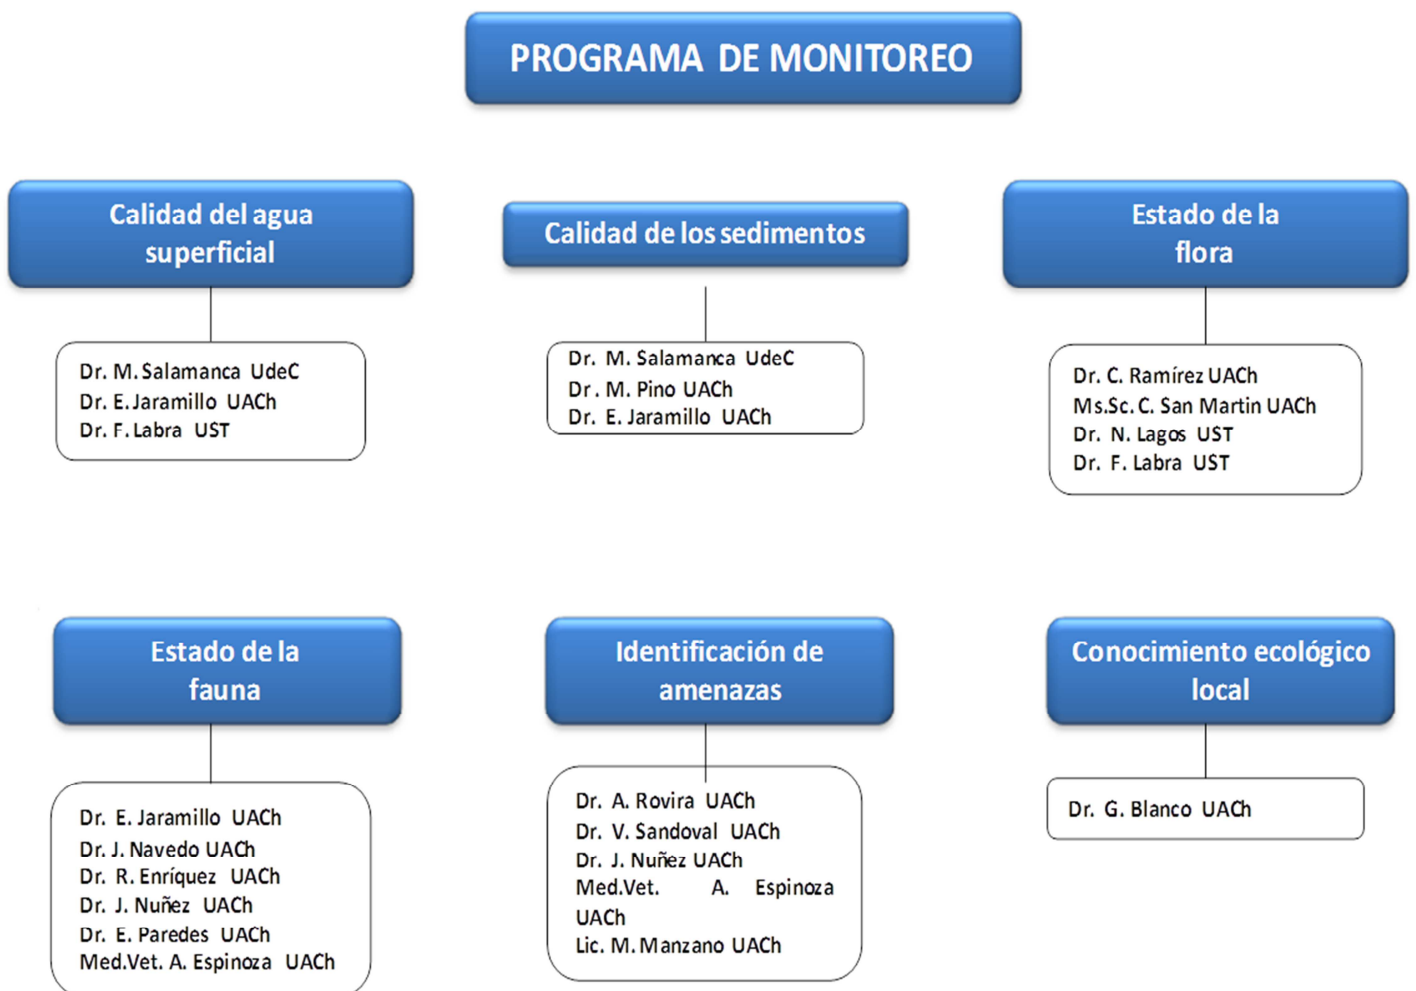 PROGRAMA DE MONITOREO
Calidad del agua
superficial
Dr. M. Salamanca UdeC
Dr. E. Jaramillo UACh
Dr. F. Labra UST
Calidad de los sedimentos
Dr. M. Salamanca UdeC
Dr. M. Pino UACh
Dr. E. Jaramillo UACh
Estado de la
flora
Dr. C. Ramírez UACh
Ms.Sc. C. San Martin UACh
Dr. N. Lagos UST
Dr. F. Labra UST
Estado de la
fauna
Dr. E. Jaramillo UACh
Dr. J. Navedo UACh
Dr. R. Enríquez UACh
Dr. J. Nuñez UACh
Dr. E. Paredes UACh
Med.Vet. A. Espinoza UACh
Identificación de
amenazas
Dr. A. Rovira UACh
Dr. V. Sandoval UACh
Dr. J. Nuñez UACh
Med.Vet. A. Espinoza
UACh
Lic. M. Manzano UACh
Conocimiento ecológico
local
Dr. G. Blanco UACh